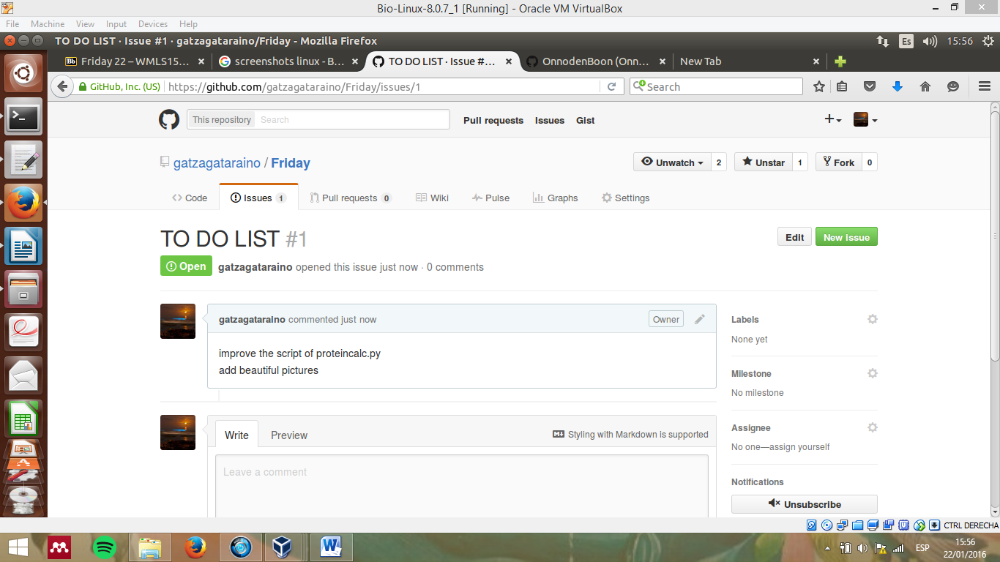 Bio-Linux-8.0.7_1 [Running] - Oracle VM VirtualBox
File Machine View Input Devices Help
TO DO LIST · Issue #1 · gatzagataraino/Friday - Mozilla Firefox
Es 15:56
Bb Friday 22 – WMLS15… screenshots linux - B… TO DO LIST · Issue #… OnnodenBoon (Onn… New Tab
GitHub, Inc. (US) https://github.com/gatzagataraino/Friday/issues/1 Search
This repository Search Pull requests Issues Gist
gatzagataraino / Friday Unwatch 2 Unstar 1 Fork 0
Code Issues 1 Pull requests 0 Wiki Pulse Graphs Settings
TO DO LIST #1 Edit New Issue
Open gatzagataraino opened this issue just now · 0 comments
gatzagataraino commented just now Owner
improve the script of proteincalc.py
add beautiful pictures
Labels
None yet
Milestone
No milestone
Assignee
No one—assign yourself
Notifications
Unsubscribe
Write Preview Styling with Markdown is supported
Leave a comment
CTRL DERECHA
ESP 15:56
22/01/2016